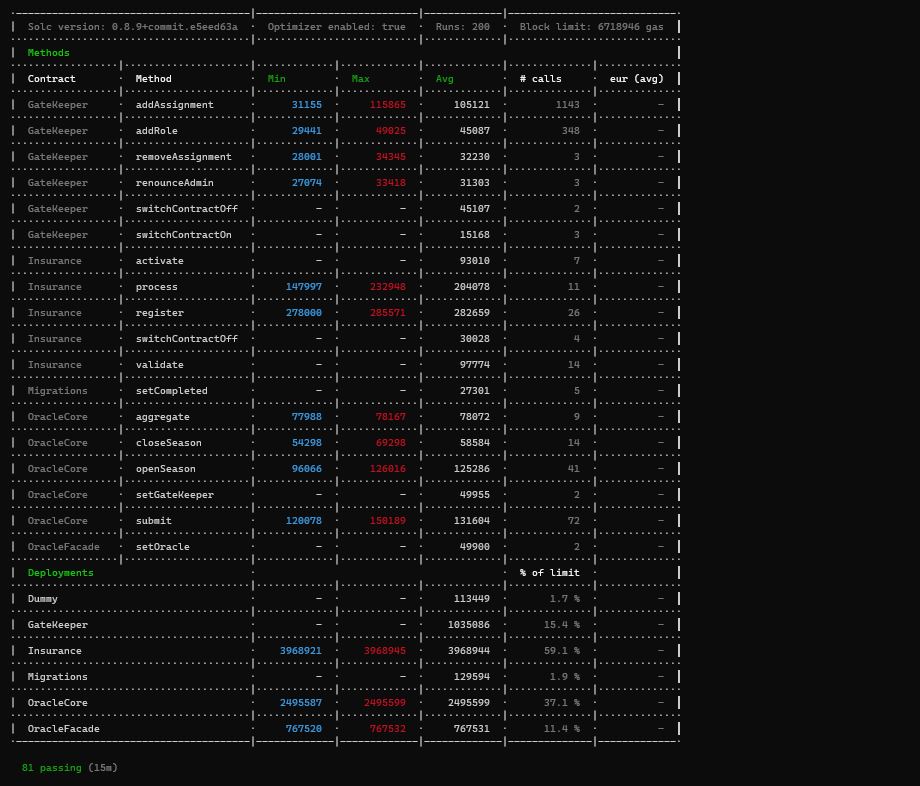 Solc version: 0.8.9+commit.e5eed63a · Optimizer enabled: true · Runs: 200 · Block limit: 6718946 gas
Methods
Contract · Method · Min · Max · Avg · # calls · eur (avg)
GateKeeper · addAssignment · 31155 · 115865 · 105121 · 1143 · -
GateKeeper · addRole · 29441 · 49025 · 45087 · 348 · -
GateKeeper · removeAssignment · 28001 · 34345 · 32230 · 3 · -
GateKeeper · renounceAdmin · 27074 · 33418 · 31303 · 3 · -
GateKeeper · switchContractOff · - · - · 45107 · 2 · -
GateKeeper · switchContractOn · - · - · 15168 · 3 · -
Insurance · activate · - · - · 93010 · 7 · -
Insurance · process · 147997 · 232948 · 204078 · 11 · -
Insurance · register · 278000 · 285571 · 282659 · 26 · -
Insurance · switchContractOff · - · - · 30028 · 4 · -
Insurance · validate · - · - · 97774 · 14 · -
Migrations · setCompleted · - · - · 27301 · 5 · -
OracleCore · aggregate · 77988 · 78167 · 78072 · 9 · -
OracleCore · closeSeason · 54298 · 69298 · 58584 · 14 · -
OracleCore · openSeason · 96066 · 126016 · 125286 · 41 · -
OracleCore · setGateKeeper · - · - · 49955 · 2 · -
OracleCore · submit · 120078 · 150189 · 131604 · 72 · -
OracleFacade · setOracle · - · - · 49900 · 2 · -
Deployments · · % of limit ·
Dummy · - · - · 113449 · 1.7 % · -
GateKeeper · - · - · 1035086 · 15.4 % · -
Insurance · 3968921 · 3968945 · 3968944 · 59.1 % · -
Migrations · - · - · 129594 · 1.9 % · -
OracleCore · 2495587 · 2495599 · 2495599 · 37.1 % · -
OracleFacade · 767520 · 767532 · 767531 · 11.4 % · -
81 passing (15m)